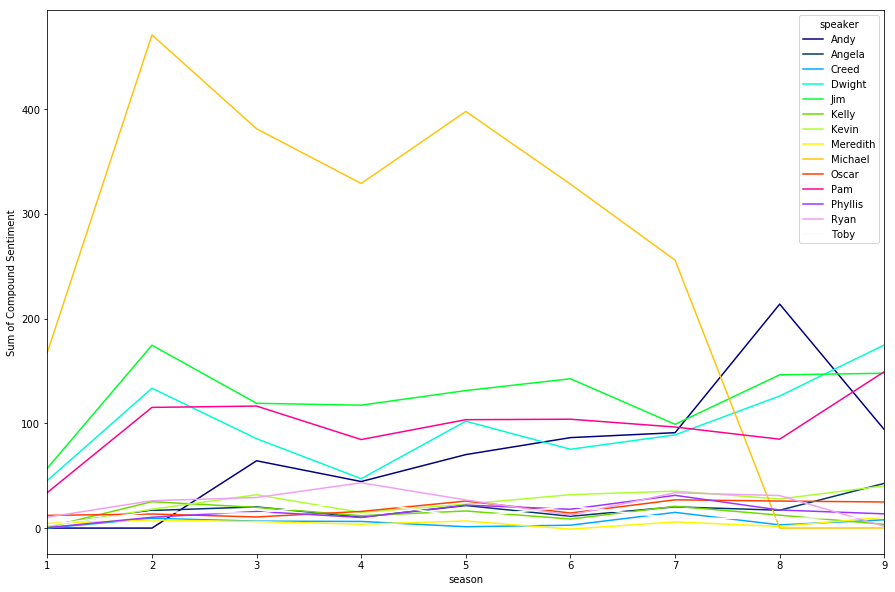 speaker
Andy
Angela
Creed
Dwight
Jim
Kelly
Kevin
Meredith
Michael
Oscar
Pam
Phyllis
Ryan
Toby
Sum of Compound Sentiment
400
300
200
100
0
1 2 3 4 5 6 7 8 9
season